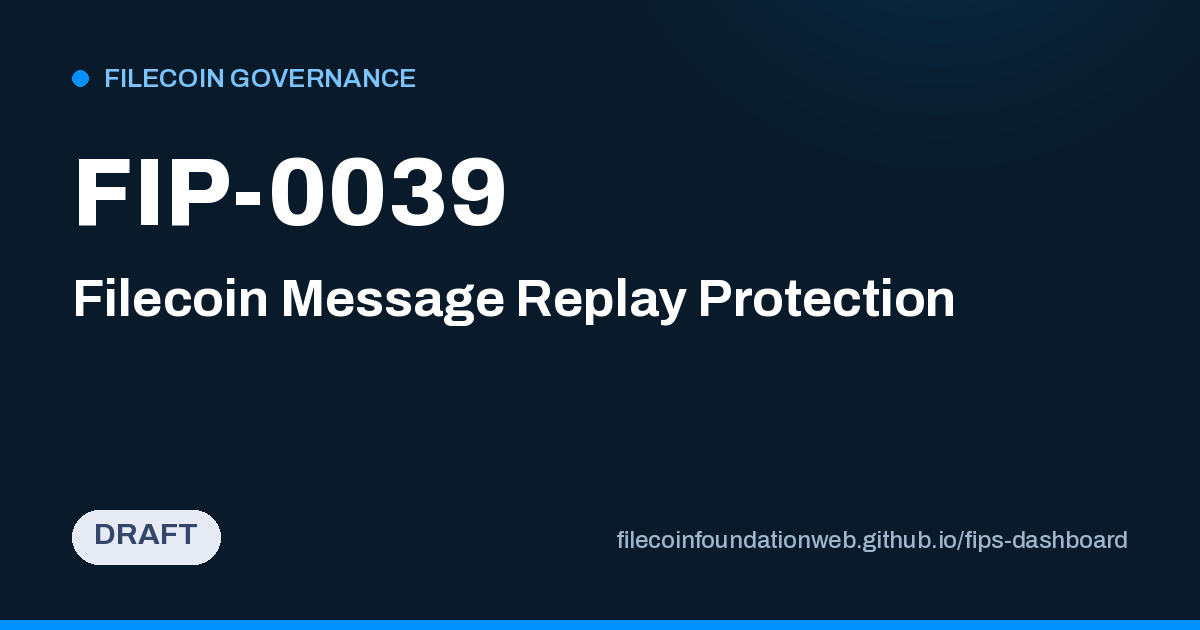 FILECOIN GOVERNANCE
FIP-0039
Filecoin Message Replay Protection
DRAFT
filecoinfoundationweb.github.io/fips-dashboard